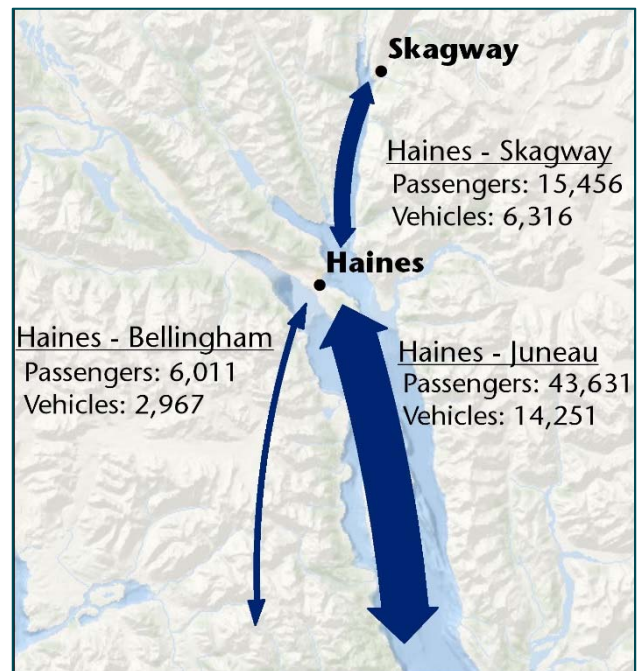 Skagway
Haines - Skagway
Passengers: 15,456
Vehicles: 6,316
Haines
Haines - Bellingham
Passengers: 6,011
Vehicles: 2,967
Haines - Juneau
Passengers: 43,631
Vehicles: 14,251